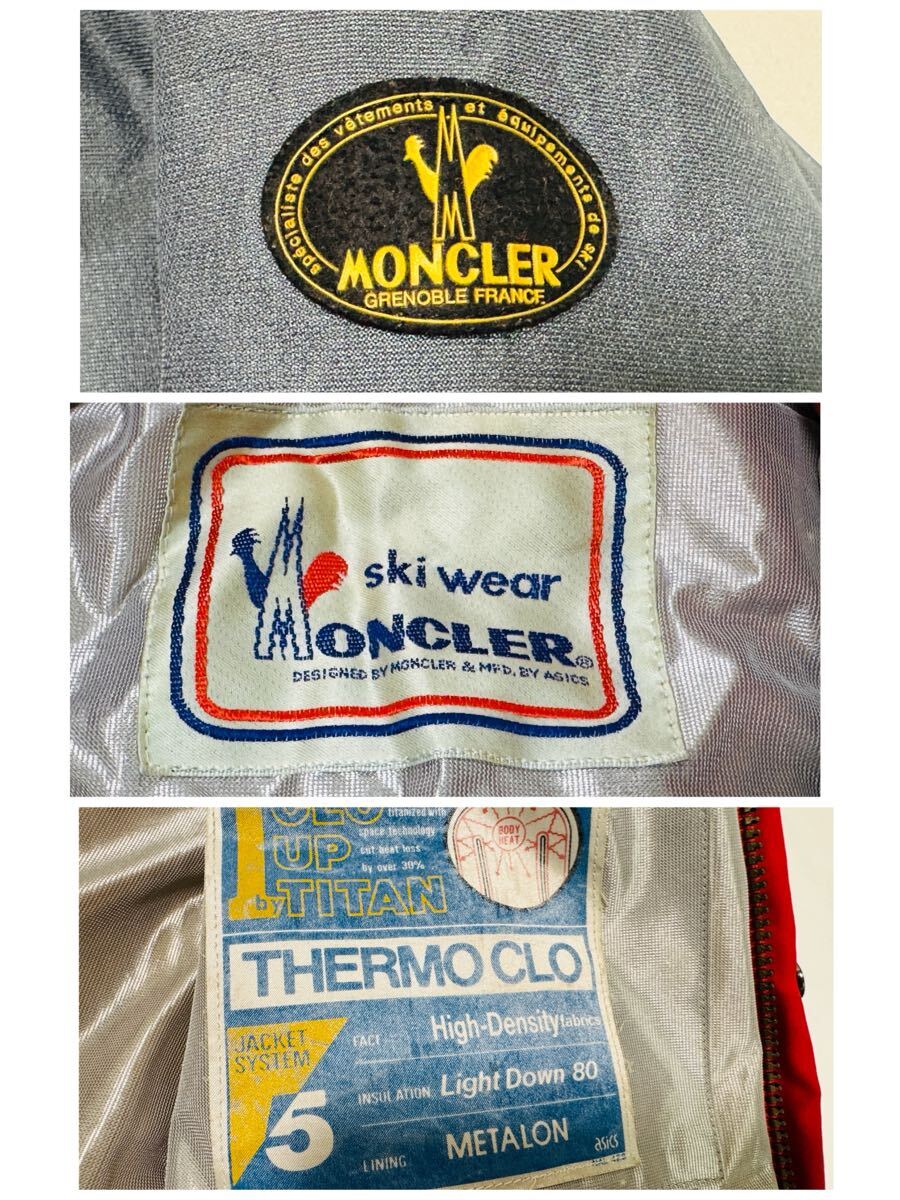 spécialiste des vêtements et équipements de ski
MONCLER
GRENOBLE FRANCE
ski wear
MONCLER®
DESIGNED BY MONCLER & MFD. BY ASICS
titanized with
space technology
cut heat loss
by over 30%
UP
by TITAN
BODY
HEAT
THERMO CLO
JACKET
SYSTEM
5
FACT High-Density fabrics
INSULATION Light Down 80
LINING METALON
asics